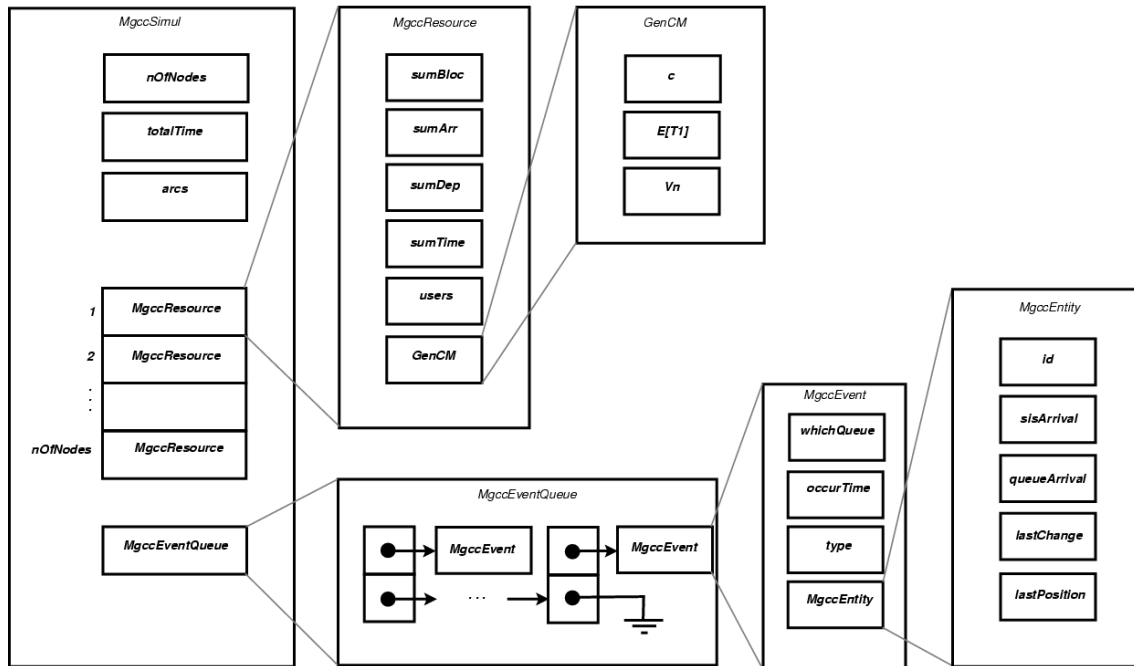 MgccSimul
nOfNodes
totalTime
arcs
1
MgccResource
2
MgccResource
. . .
nOfNodes
MgccResource
MgccEventQueue
MgccResource
sumBloc
sumArr
sumDep
sumTime
users
GenCM
GenCM
c
E[T1]
Vn
MgccEventQueue
MgccEvent
MgccEvent
. . .
MgccEvent
whichQueue
occurTime
type
MgccEntity
MgccEntity
id
sisArrival
queueArrival
lastChange
lastPosition